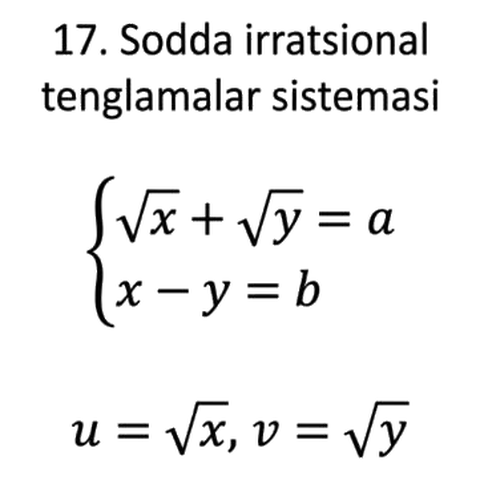 17. Sodda irratsional
tenglamalar sistemasi
√x + √y = a
x − y = b
u = √x, v = √y